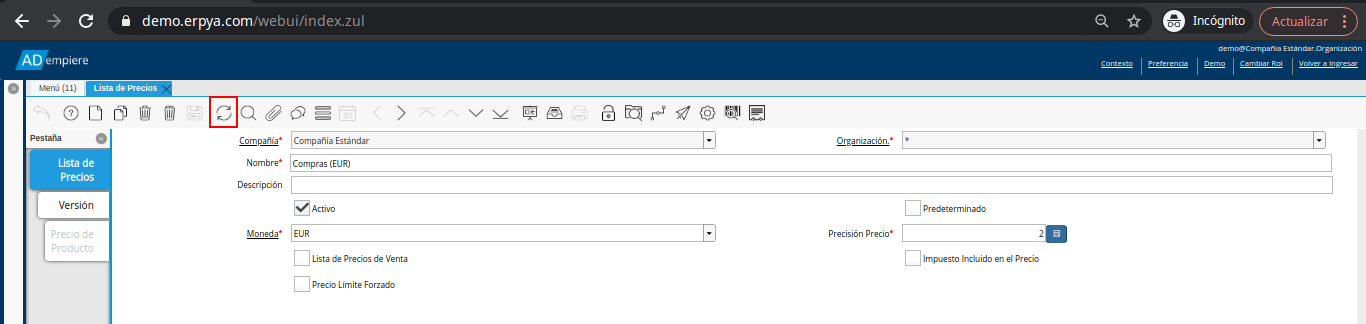 demo.erpya.com/webui/index.zul
Incógnito
Actualizar
ADempiere
demo@Compañia Estándar.Organización
Contexto Preferencia Demo Cambiar Rol Volver a Ingresar
Menú (11) Lista de Precios
31
Pestaña
Lista de
Precios
Versión
Precio de
Producto
Compañía* Compañía Estándar Organización.* *
Nombre* Compras (EUR)
Descripción
Activo Predeterminado
Moneda* EUR Precisión Precio* 2
Lista de Precios de Venta Impuesto Incluido en el Precio
Precio Límite Forzado